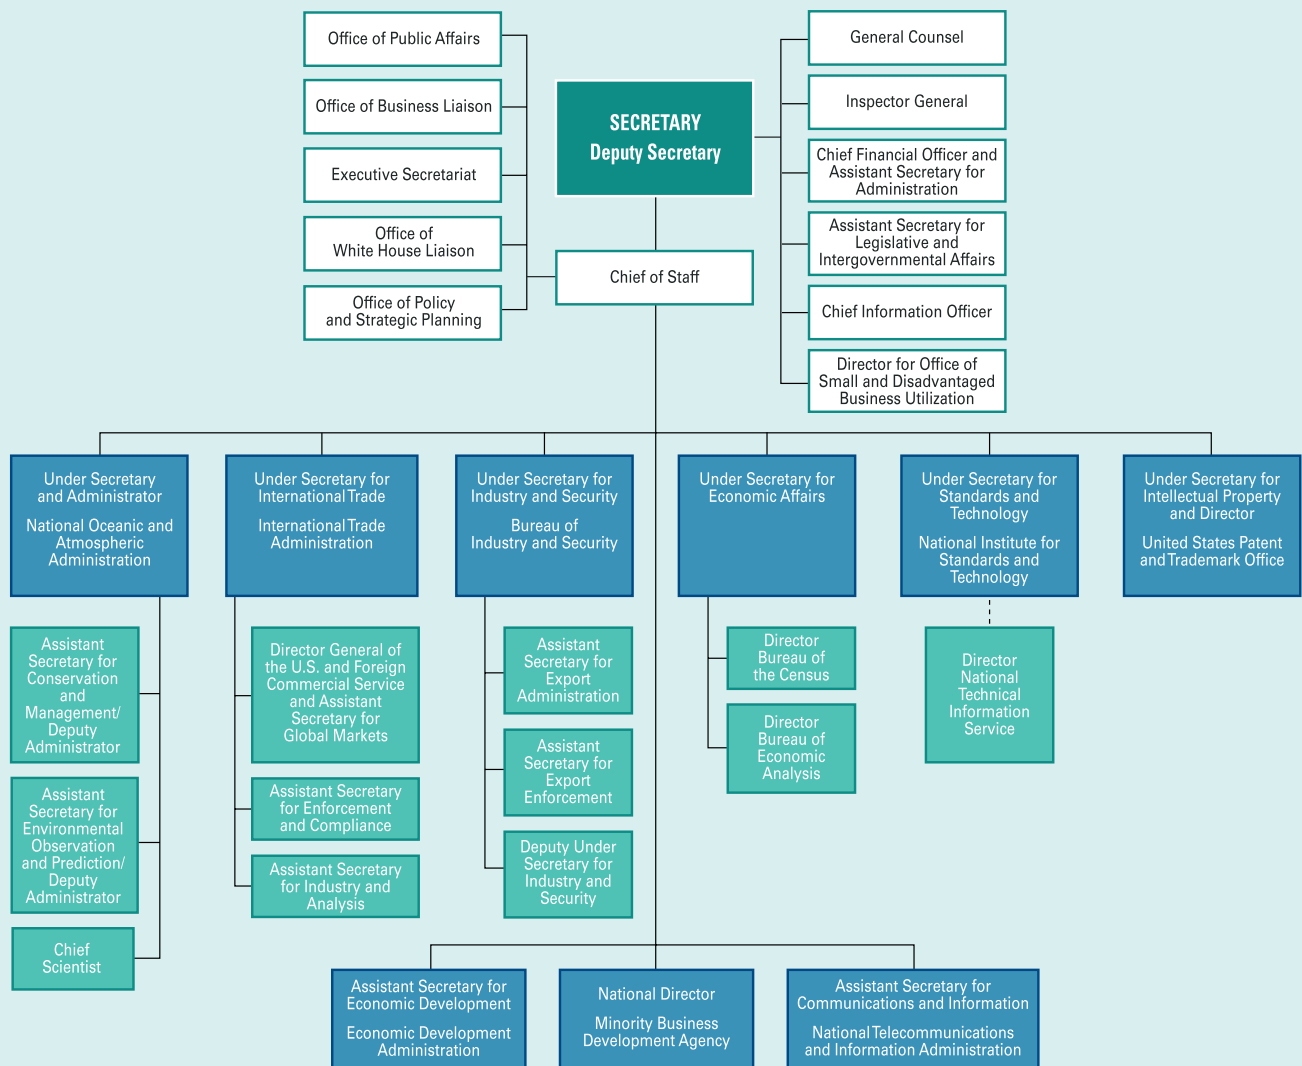 Office of Public Affairs
Office of Business Liaison
Executive Secretariat
Office of
White House Liaison
Office of Policy
and Strategic Planning
SECRETARY
Deputy Secretary
Chief of Staff
General Counsel
Inspector General
Chief Financial Officer and
Assistant Secretary for
Administration
Assistant Secretary for
Legislative and
Intergovernmental Affairs
Chief Information Officer
Director for Office of
Small and Disadvantaged
Business Utilization
Under Secretary
and Administrator
National Oceanic and
Atmospheric
Administration
Under Secretary for
International Trade
International Trade
Administration
Under Secretary for
Industry and Security
Bureau of
Industry and Security
Under Secretary for
Economic Affairs
Under Secretary for
Standards and
Technology
National Institute for
Standards and
Technology
Under Secretary for
Intellectual Property
and Director
United States Patent
and Trademark Office
Assistant
Secretary for
Conservation
and
Management/
Deputy
Administrator
Assistant
Secretary for
Environmental
Observation
and Prediction/
Deputy
Administrator
Chief
Scientist
Director General of
the U.S. and Foreign
Commercial Service
and Assistant
Secretary for
Global Markets
Assistant Secretary
for Enforcement
and Compliance
Assistant Secretary
for Industry and
Analysis
Assistant
Secretary for
Export
Administration
Assistant
Secretary for
Export
Enforcement
Deputy Under
Secretary for
Industry and
Security
Director
Bureau of
the Census
Director
Bureau of
Economic
Analysis
Director
National
Technical
Information
Service
Assistant Secretary for
Economic Development
Economic Development
Administration
National Director
Minority Business
Development Agency
Assistant Secretary for
Communications and Information
National Telecommunications
and Information Administration